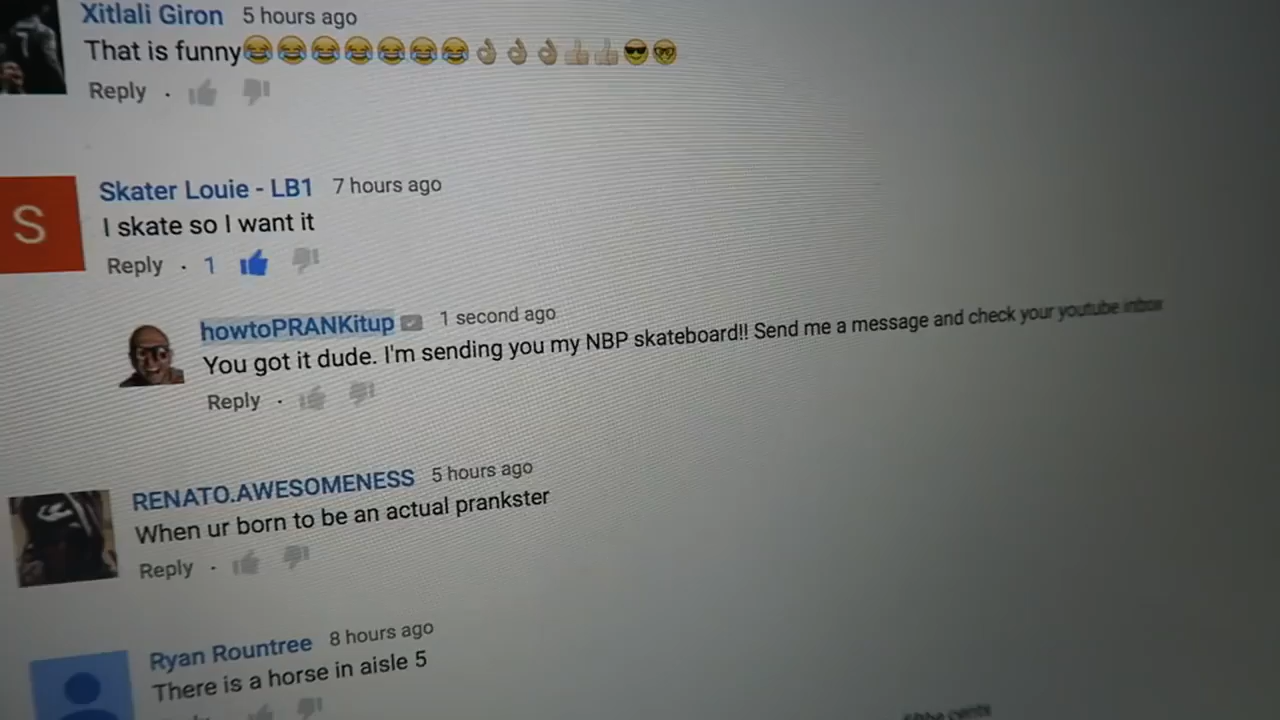 Xitlali Giron 5 hours ago
That is funny😂😂😂😂😂😂😂👌👌👌👍👍😎🤓
Reply ·
S
Skater Louie - LB1 7 hours ago
I skate so I want it
Reply · 1
howtoPRANKitup 1 second ago
You got it dude. I'm sending you my NBP skateboard!! Send me a message and check your youtube inbox
Reply ·
RENATO.AWESOMENESS 5 hours ago
When ur born to be an actual prankster
Reply ·
Ryan Rountree 8 hours ago
There is a horse in aisle 5